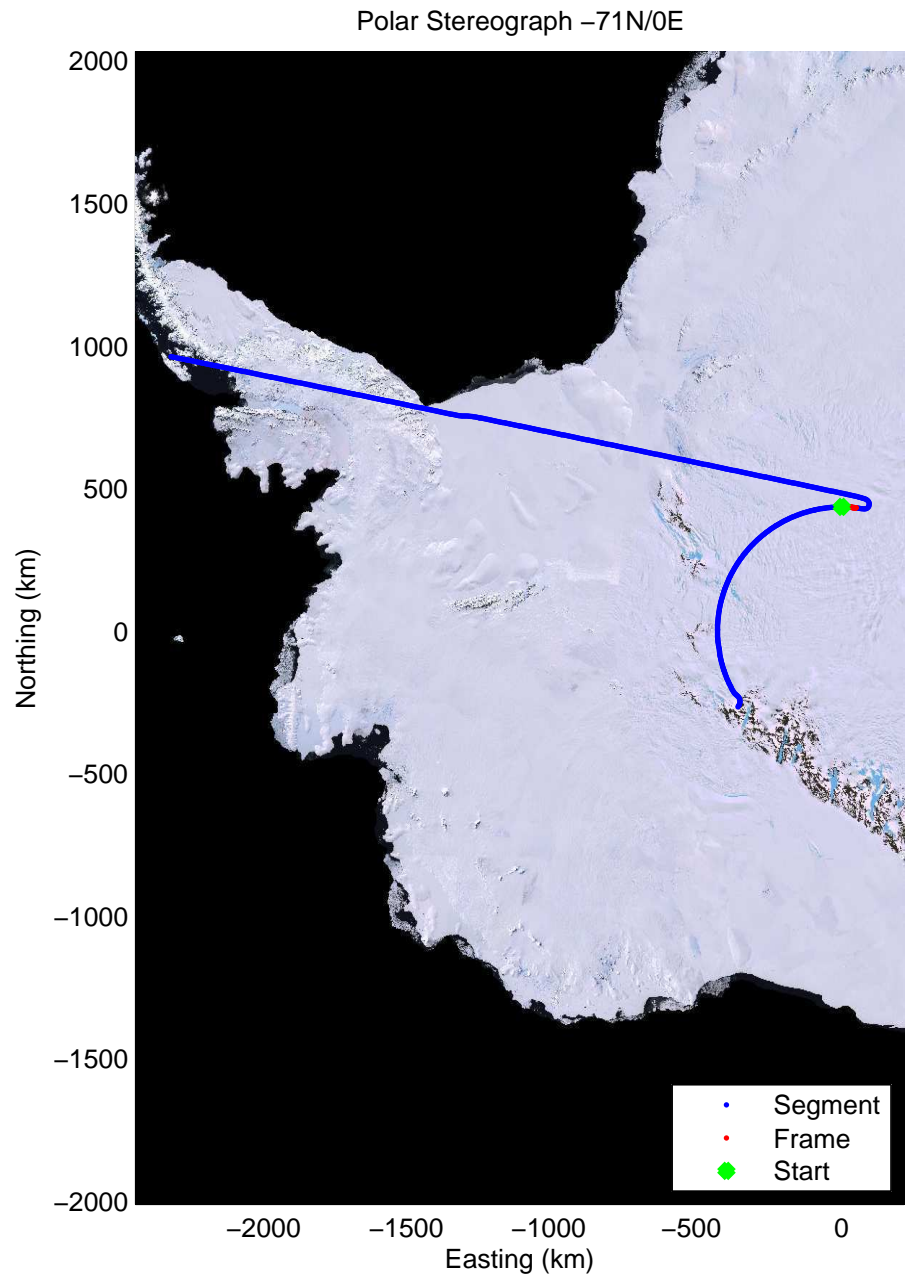 Polar Stereograph −71N/0E
2000
1500
1000
500
0
−500
−1000
−1500
−2000
Northing (km)
−2000 −1500 −1000 −500 0
Easting (km)
Segment
Frame
Start